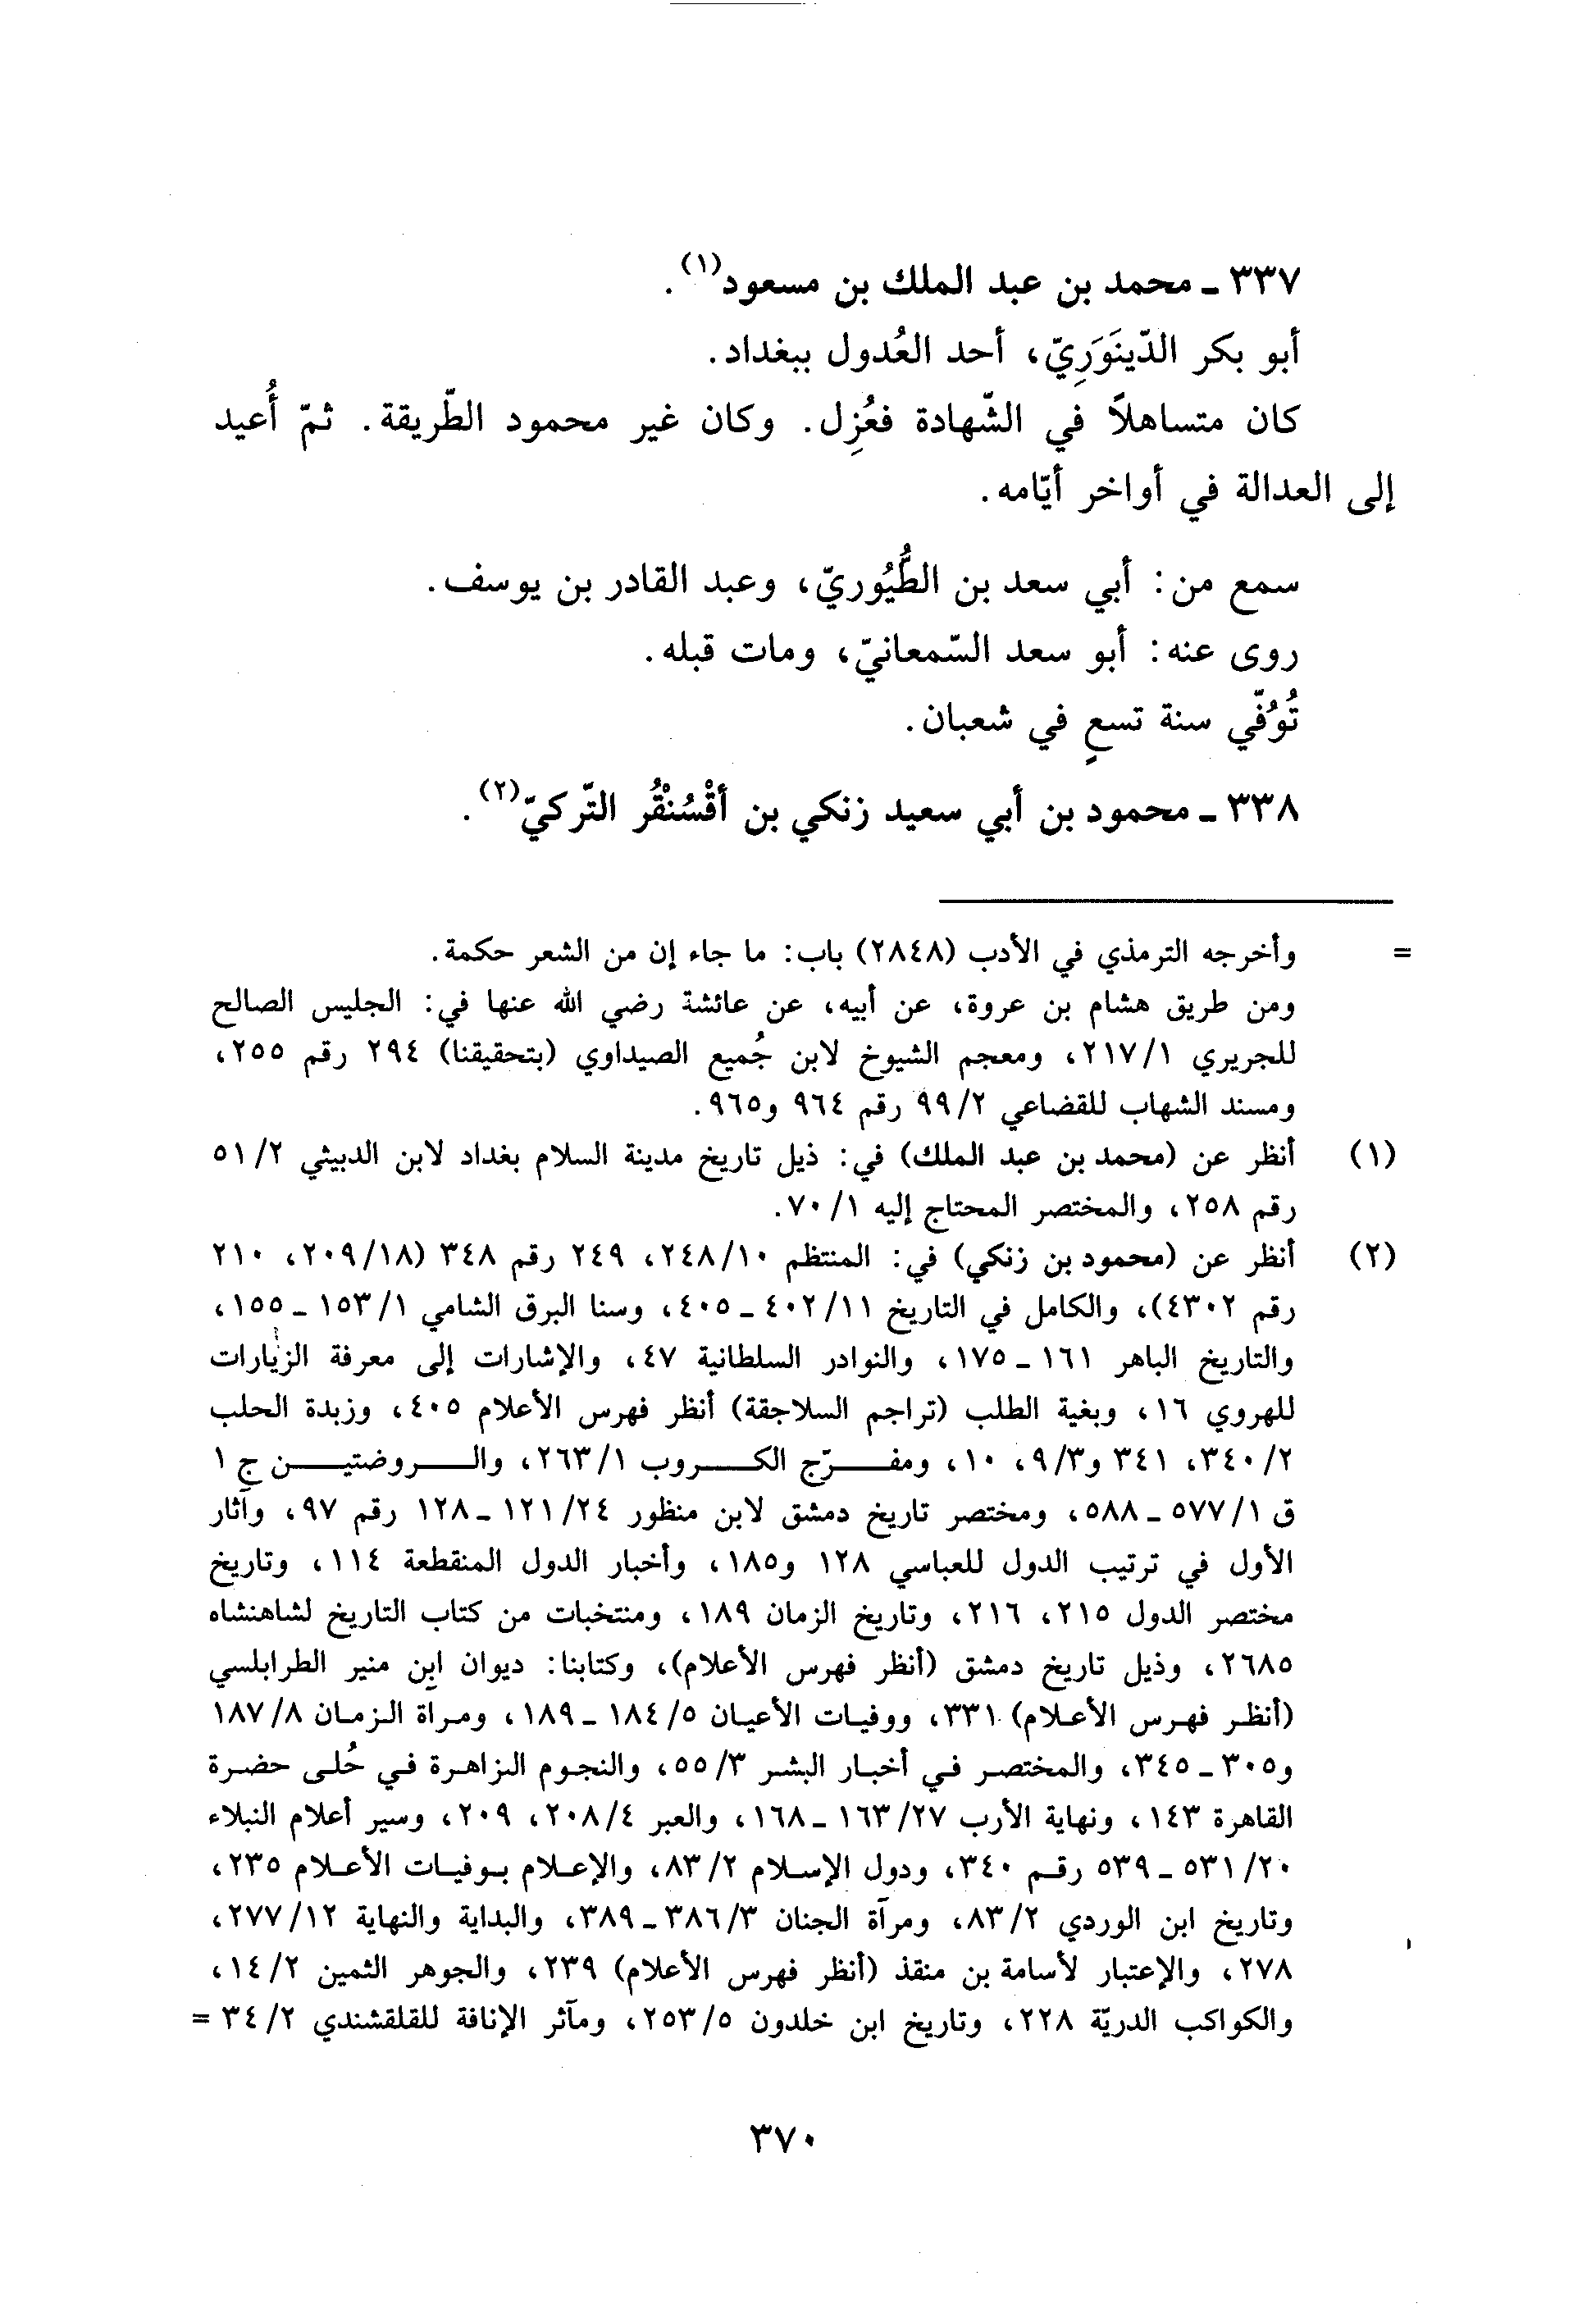 ٣٣٧ ـ محمد بن عبد الملك بن مسعود(١).
أبو بكر الدّينَوَرِيّ، أحد العُدول ببغداد.
كان متساهلاً في الشّهادة فعُزِل. وكان غير محمود الطّريقة. ثمّ أُعيد
إلى العدالة في أواخر أيّامه.
سمع من: أبي سعد بن الطُّيُوريّ، وعبد القادر بن يوسف.
روى عنه: أبو سعد السّمعانيّ، ومات قبله.
تُوُفّي سنة تسعٍ في شعبان.
٣٣٨ ـ محمود بن أبي سعيد زنكي بن أقْسُنْقُر التّركيّ(٢).
= وأخرجه الترمذي في الأدب (٢٨٤٨) باب: ما جاء إن من الشعر حكمة.
ومن طريق هشام بن عروة، عن أبيه، عن عائشة رضي الله عنها في: الجليس الصالح
للجريري ٢١٧/١، ومعجم الشيوخ لابن جُميع الصيداوي (بتحقيقنا) ٢٩٤ رقم ٢٥٥،
ومسند الشهاب للقضاعي ٩٩/٢ رقم ٩٦٤ و٩٦٥.
(١) أنظر عن (محمد بن عبد الملك) في: ذيل تاريخ مدينة السلام بغداد لابن الدبيثي ٥١/٢
رقم ٢٥٨، والمختصر المحتاج إليه ٧٠/١.
(٢) أنظر عن (محمود بن زنكي) في: المنتظم ٢٤٨/١٠، ٢٤٩ رقم ٣٤٨ (٢٠٩/١٨، ٢١٠
رقم ٤٣٠٢)، والكامل في التاريخ ٤٠٢/١١ ـ ٤٠٥، وسنا البرق الشامي ١٥٣/١ ـ ١٥٥،
والتاريخ الباهر ١٦١ ـ ١٧٥، والنوادر السلطانية ٤٧، والإشارات إلى معرفة الزيارات
للهروي ١٦، وبغية الطلب (تراجم السلاجقة) أنظر فهرس الأعلام ٤٠٥، وزبدة الحلب
٣٤٠/٢، ٣٤١ و٩/٣، ١٠، ومفـرّج الكـروب ٢٦٣/١، والـروضتيـن ج ١
ق ٥٧٧/١ ـ ٥٨٨، ومختصر تاريخ دمشق لابن منظور ١٢١/٢٤ ـ ١٢٨ رقم ٩٧، وآثار
الأول في ترتيب الدول للعباسي ١٢٨ و١٨٥، وأخبار الدول المنقطعة ١١٤، وتاريخ
مختصر الدول ٢١٥، ٢١٦، وتاريخ الزمان ١٨٩، ومنتخبات من كتاب التاريخ لشاهنشاه
٢٦٨٥، وذيل تاريخ دمشق (أنظر فهرس الأعلام)، وكتابنا: ديوان ابن منير الطرابلسي
(أنظر فهرس الأعلام) ٣٣١، ووفيات الأعيان ١٨٤/٥ ـ ١٨٩، ومراة الزمان ١٨٧/٨
و٣٠٥ ـ ٣٤٥، والمختصر في أخبار البشر ٥٥/٣، والنجوم الزاهرة في حُلى حضرة
القاهرة ١٤٣، ونهاية الأرب ١٦٣/٢٧ ـ ١٦٨، والعبر ٢٠٨/٤، ٢٠٩، وسير أعلام النبلاء
٥٣١/٢٠ ـ ٥٣٩ رقم ٣٤٠، ودول الإسلام ٨٣/٢، والإعلام بوفيات الأعلام ٢٣٥،
وتاريخ ابن الوردي ٨٣/٢، ومرآة الجنان ٣٨٦/٣ ـ ٣٨٩، والبداية والنهاية ٢٧٧/١٢،
٢٧٨، والإعتبار لأسامة بن منقذ (أنظر فهرس الأعلام) ٢٣٩، والجوهر الثمين ١٤/٢،
والكواكب الدريّة ٢٢٨، وتاريخ ابن خلدون ٢٥٣/٥، ومآثر الإنافة للقلقشندي ٣٤/٢ =
٣٧٠